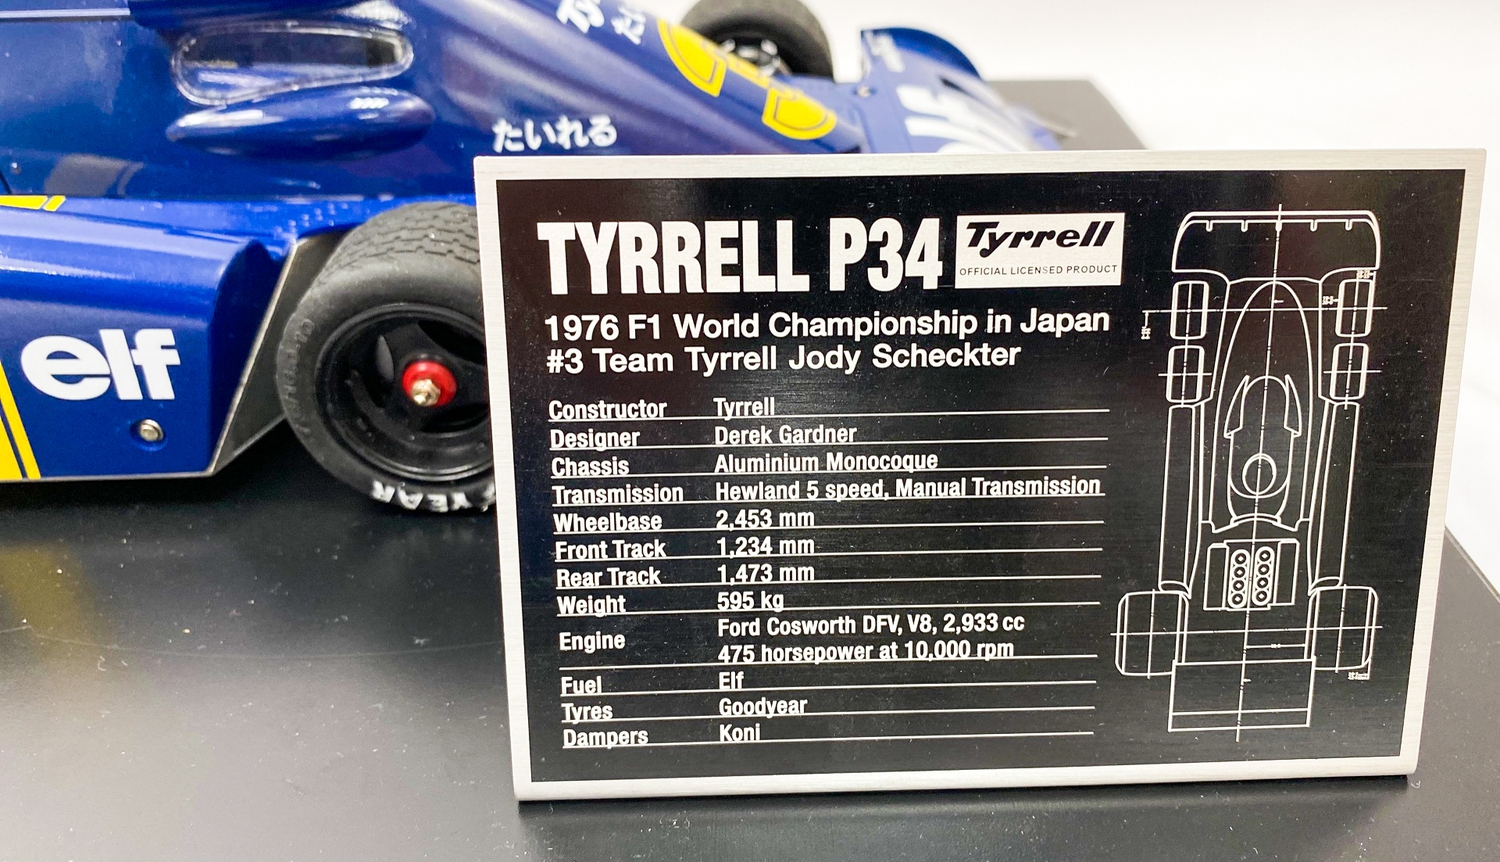 たいれる
elf
TYRRELL P34
Tyrrell
OFFICIAL LICENSED PRODUCT
1976 F1 World Championship in Japan
#3 Team Tyrrell Jody Scheckter
Constructor Tyrrell
Designer Derek Gardner
Chassis Aluminium Monocoque
Transmission Hewland 5 speed, Manual Transmission
Wheelbase 2,453 mm
Front Track 1,234 mm
Rear Track 1,473 mm
Weight 595 kg
Engine Ford Cosworth DFV, V8, 2,933 cc
475 horsepower at 10,000 rpm
Fuel Elf
Tyres Goodyear
Dampers Koni